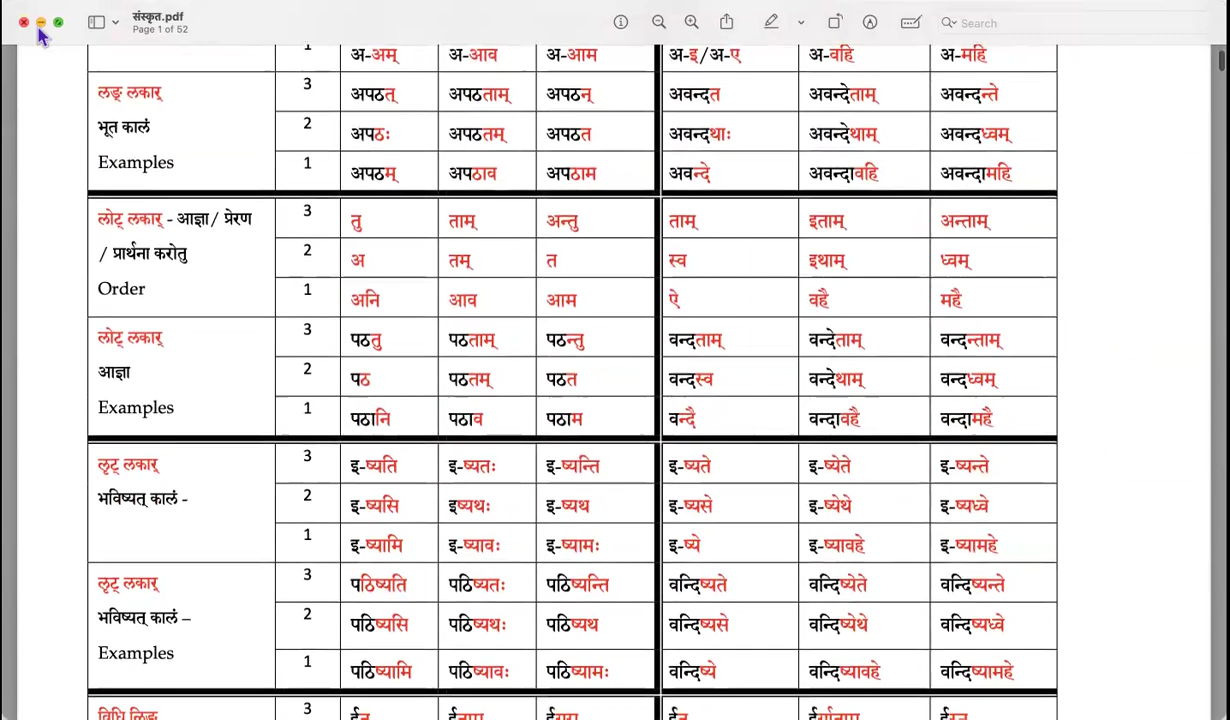 संस्कृत.pdf
Page 1 of 52
Search
1 अ-अम् अ-आव अ-आम अ-इ/अ-ए अ-वहि अ-महि
लङ् लकार् 3 अपठत् अपठताम् अपठन् अवन्दत अवन्देताम् अवन्दन्ते
भूत कालं 2 अपठः अपठतम् अपठत अवन्दथाः अवन्देथाम् अवन्दध्वम्
Examples 1 अपठम् अपठाव अपठाम अवन्दे अवन्दावहि अवन्दामहि
लोट् लकार् - आज्ञा/ प्रेरण 3 तु ताम् अन्तु ताम् इताम् अन्ताम्
/ प्रार्थना करोतु 2 अ तम् त स्व इथाम् ध्वम्
Order 1 अनि आव आम ऐ वहै महै
लोट् लकार् 3 पठतु पठताम् पठन्तु वन्दताम् वन्देताम् वन्दन्ताम्
आज्ञा 2 पठ पठतम् पठत वन्दस्व वन्देथाम् वन्दध्वम्
Examples 1 पठानि पठाव पठाम वन्दै वन्दावहै वन्दामहै
लृट् लकार् 3 इ-ष्यति इ-ष्यतः इ-ष्यन्ति इ-ष्यते इ-ष्येते इ-ष्यन्ते
भविष्यत् कालं - 2 इ-ष्यसि इष्यथः इ-ष्यथ इ-ष्यसे इ-ष्येथे इ-ष्यध्वे
1 इ-ष्यामि इ-ष्यावः इ-ष्यामः इ-ष्ये इ-ष्यावहे इ-ष्यामहे
लृट् लकार् 3 पठिष्यति पठिष्यतः पठिष्यन्ति वन्दिष्यते वन्दिष्येते वन्दिष्यन्ते
भविष्यत् कालं – 2 पठिष्यसि पठिष्यथः पठिष्यथ वन्दिष्यसे वन्दिष्येथे वन्दिष्यध्वे
Examples 1 पठिष्यामि पठिष्यावः पठिष्यामः वन्दिष्ये वन्दिष्यावहे वन्दिष्यामहे
3